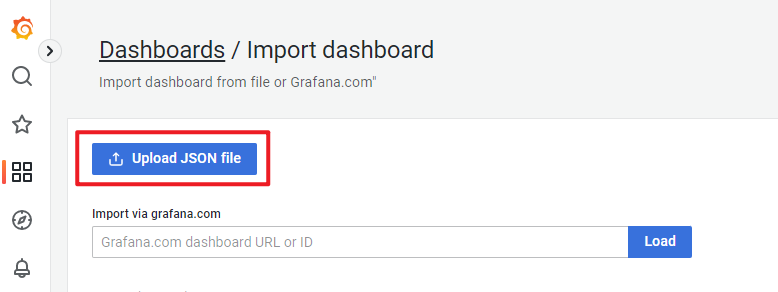 Dashboards / Import dashboard
Import dashboard from file or Grafana.com"
Upload JSON file
Import via grafana.com
Grafana.com dashboard URL or ID
Load